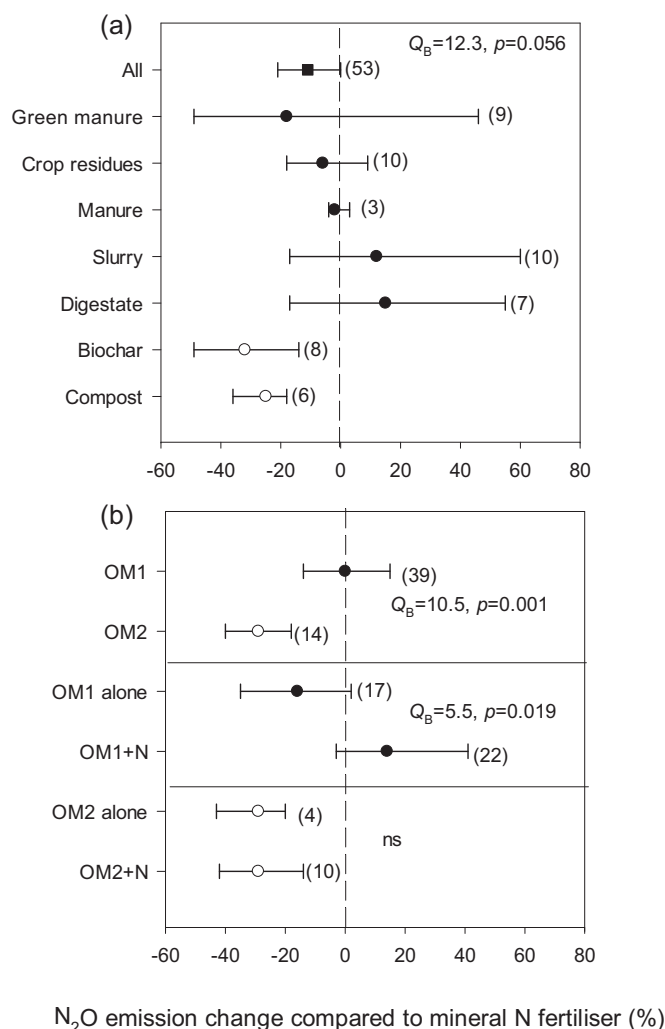 (a)
Q_B=12.3, p=0.056
All (53)
Green manure (9)
Crop residues (10)
Manure (3)
Slurry (10)
Digestate (7)
Biochar (8)
Compost (6)
-60 -40 -20 0 20 40 60 80
(b)
OM1 (39)
Q_B=10.5, p=0.001
OM2 (14)
OM1 alone (17)
Q_B=5.5, p=0.019
OM1+N (22)
OM2 alone (4)
ns
OM2+N (10)
-60 -40 -20 0 20 40 60 80
N₂O emission change compared to mineral N fertiliser (%)